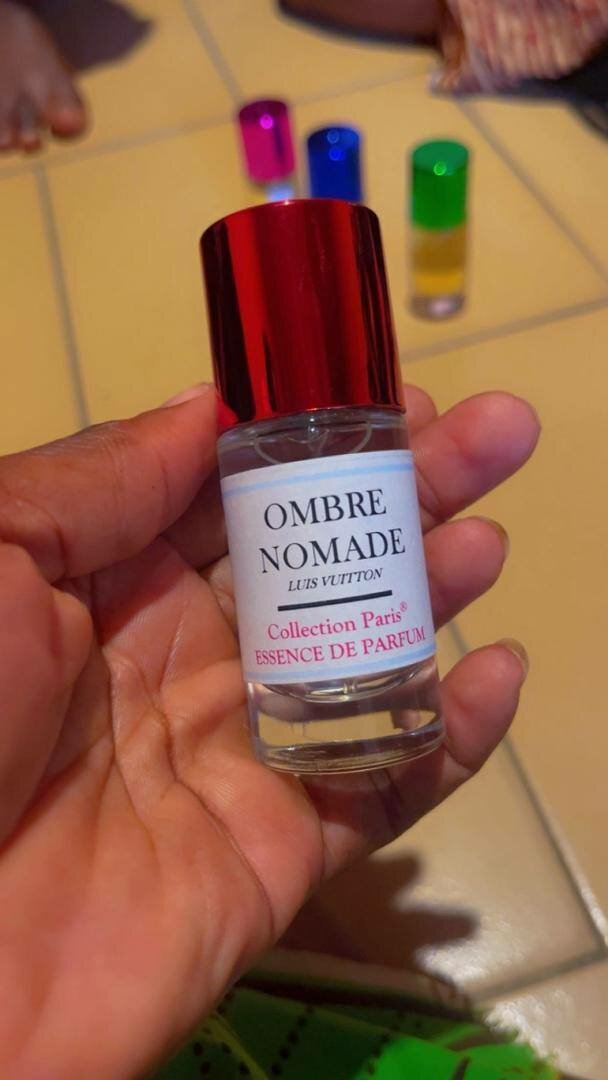 OMBRE
NOMADE
LUIS VUITTON
Collection Paris®
ESSENCE DE PARFUM